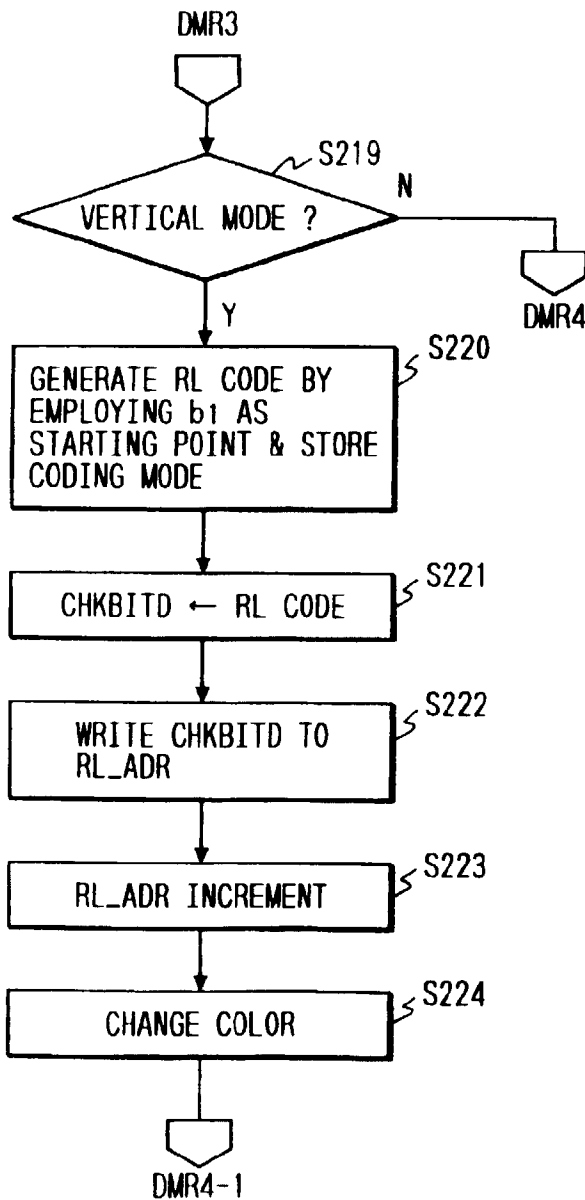 DMR3
S219
VERTICAL MODE ?
N
DMR4
Y
S220
GENERATE RL CODE BY
EMPLOYING b1 AS
STARTING POINT & STORE
CODING MODE
S221
CHKBITD ← RL CODE
S222
WRITE CHKBITD TO
RL_ADR
S223
RL_ADR INCREMENT
S224
CHANGE COLOR
DMR4-1